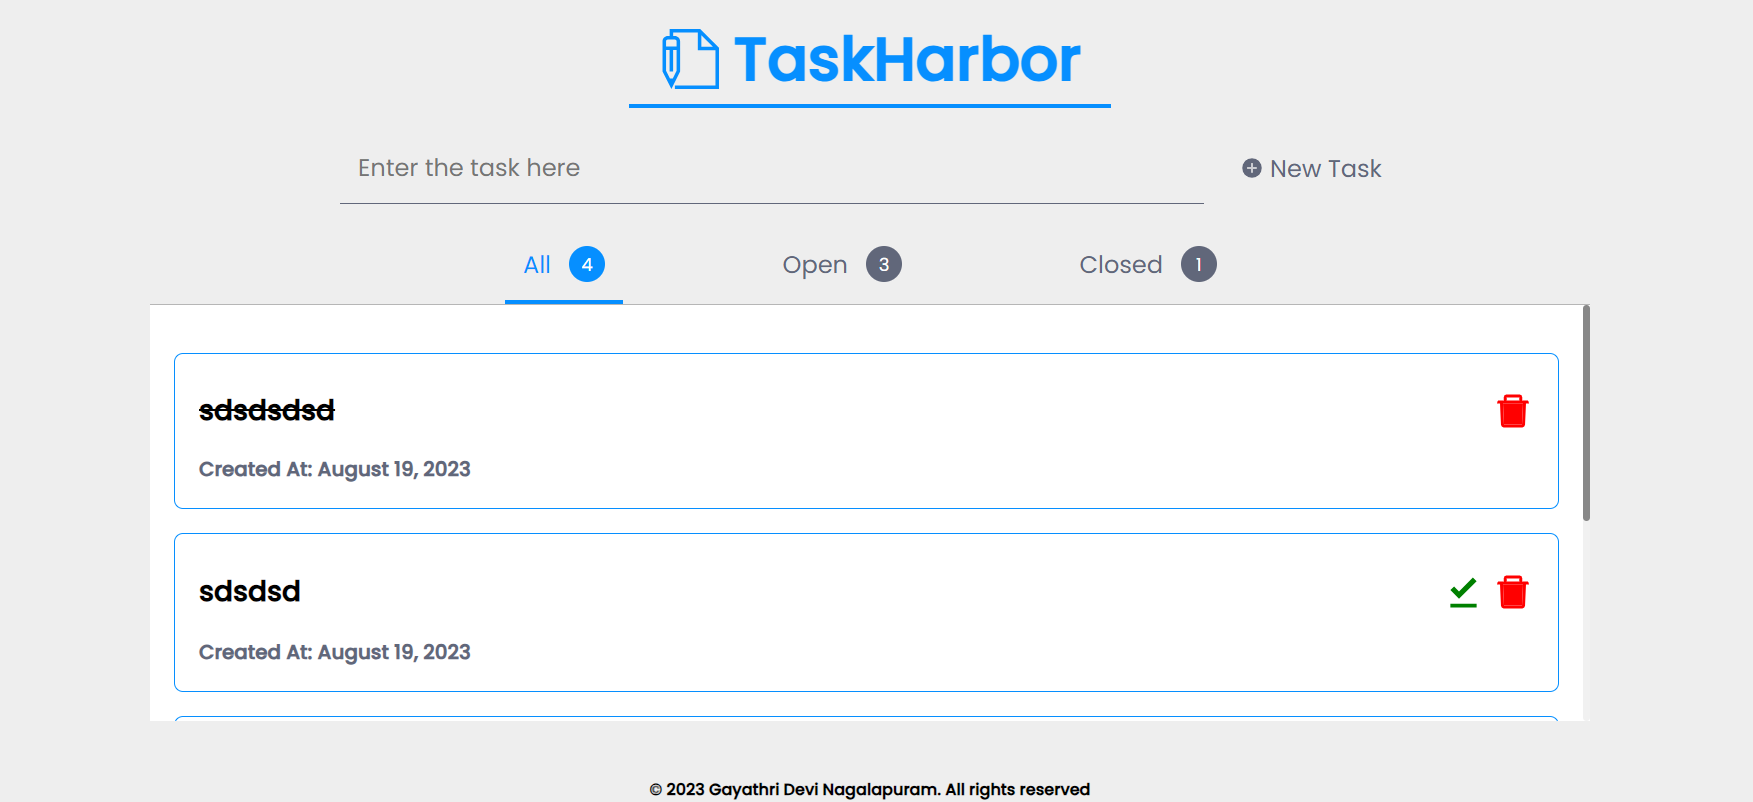 TaskHarbor
Enter the task here
New Task
All 4
Open 3
Closed 1
sdsdsdsd
Created At: August 19, 2023
sdsdsd
Created At: August 19, 2023
© 2023 Gayathri Devi Nagalapuram. All rights reserved